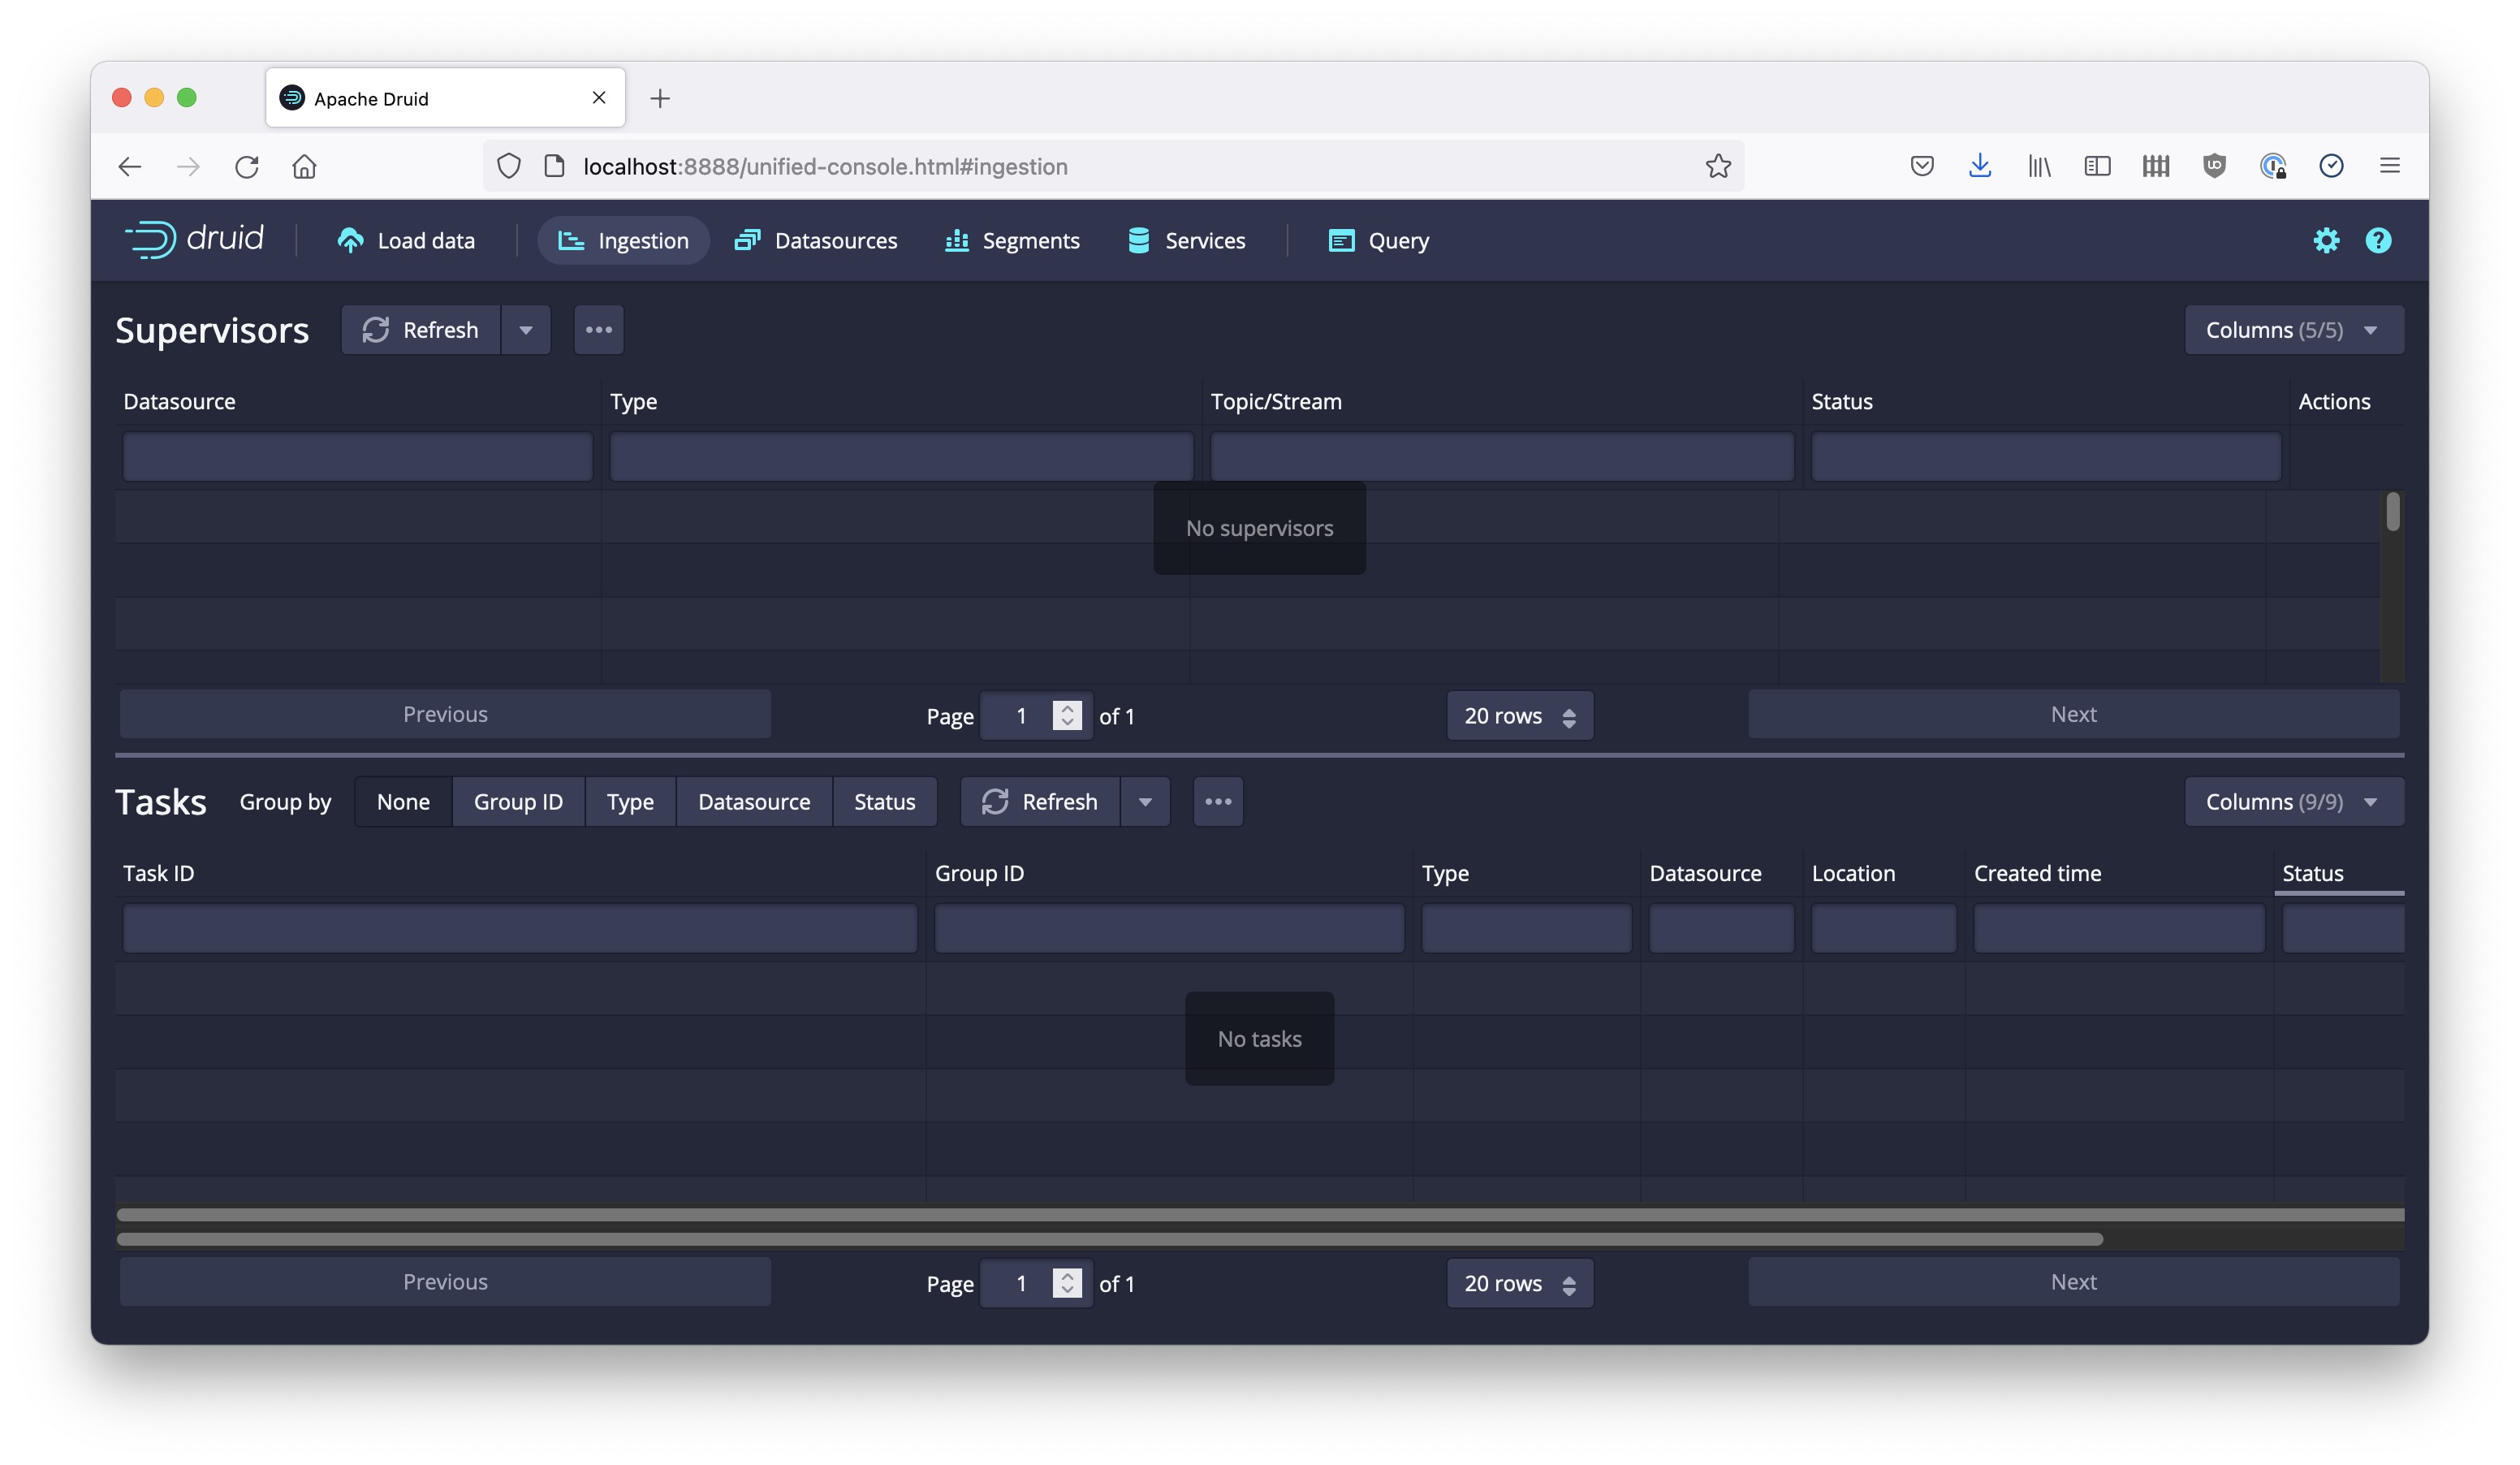 Apache Druid
localhost:8888/unified-console.html#ingestion
druid Load data Ingestion Datasources Segments Services Query
Supervisors Refresh Columns (5/5)
Datasource Type Topic/Stream Status Actions
No supervisors
Previous Page 1 of 1 20 rows Next
Tasks Group by None Group ID Type Datasource Status Refresh Columns (9/9)
Task ID Group ID Type Datasource Location Created time Status
No tasks
Previous Page 1 of 1 20 rows Next